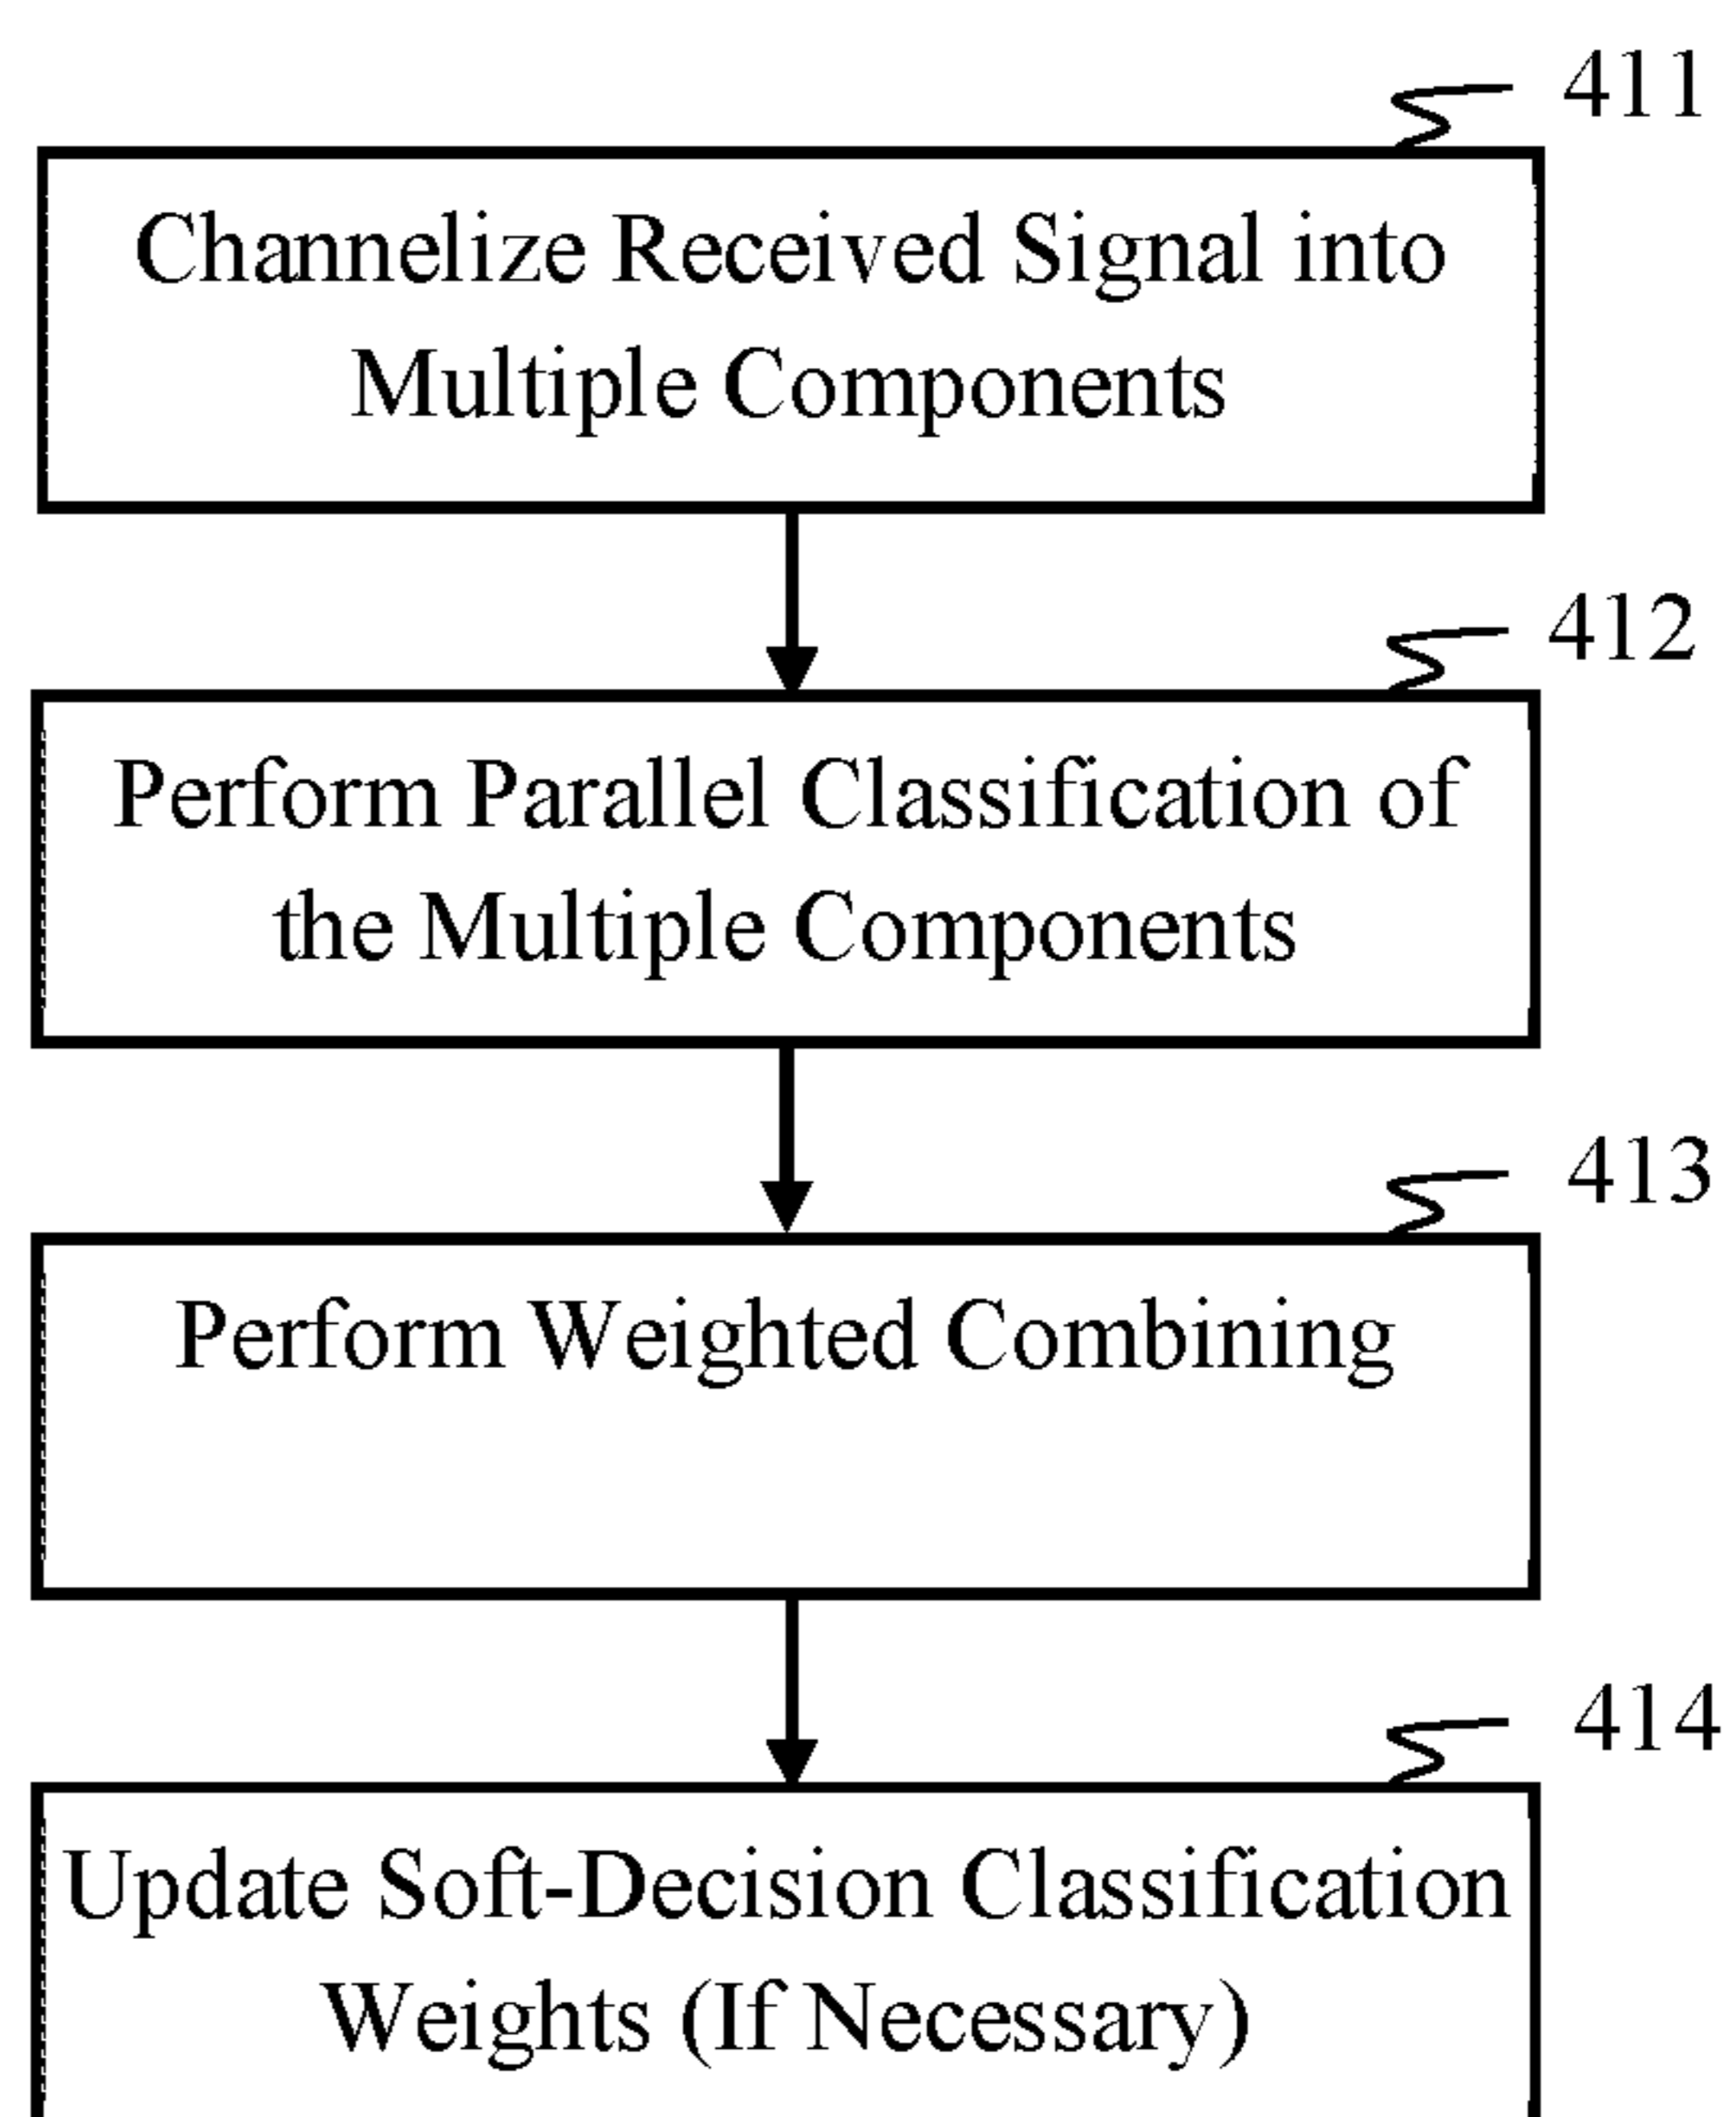 411
Channelize Received Signal into
Multiple Components
412
Perform Parallel Classification of
the Multiple Components
413
Perform Weighted Combining
414
Update Soft-Decision Classification
Weights (If Necessary)